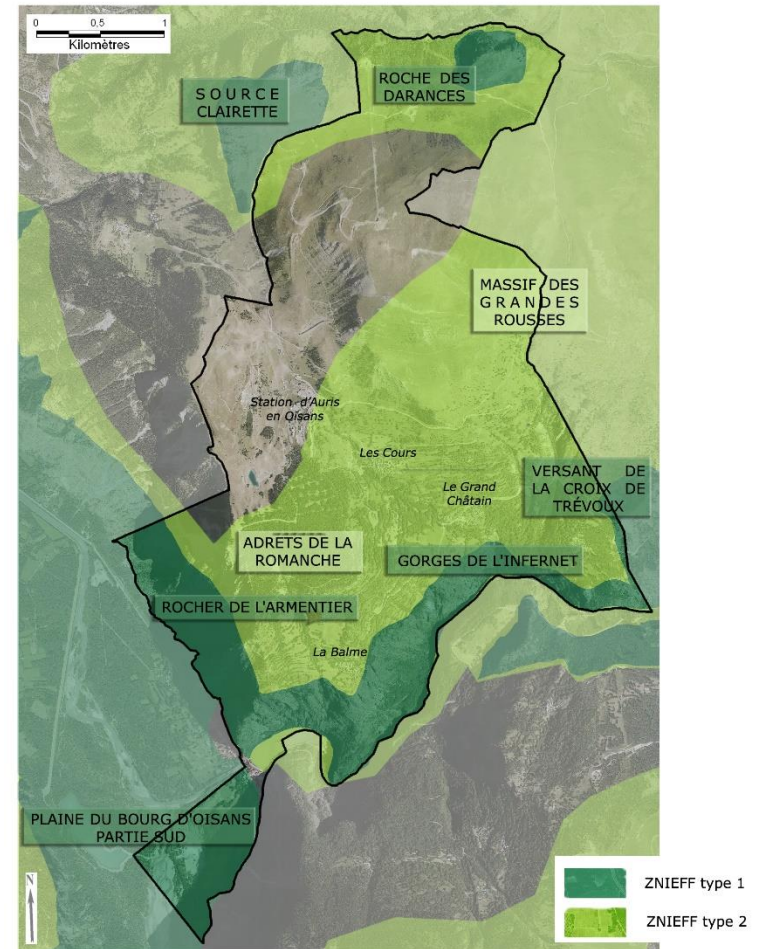 0 0,5 1
Kilomètres
SOURCE
CLAIRETTE
ROCHE DES
DARANCES
MASSIF DES
GRANDES
ROUSSES
Station d'Auris
en Oisans
Les Cours
Le Grand
Châtain
VERSANT DE
LA CROIX DE
TRÉVOUX
ADRETS DE LA
ROMANCHE
GORGES DE L'INFERNET
ROCHER DE L'ARMENTIER
La Balme
PLAINE DU BOURG D'OISANS
PARTIE SUD
N
ZNIEFF type 1
ZNIEFF type 2